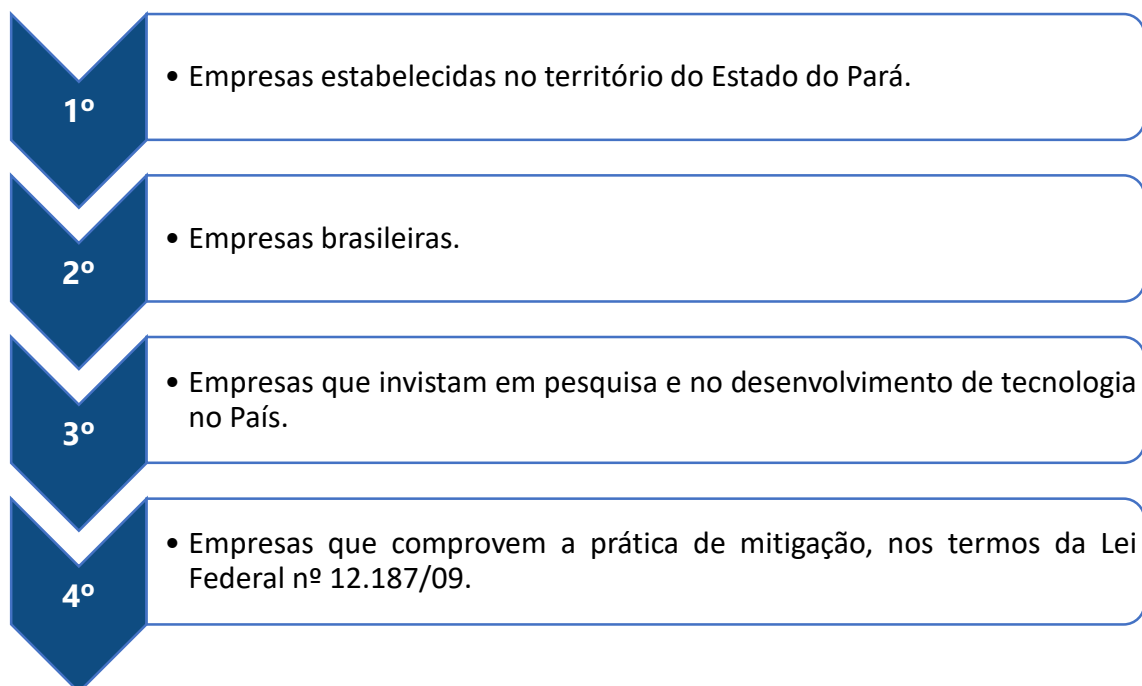 1º
• Empresas estabelecidas no território do Estado do Pará.
2º
• Empresas brasileiras.
3º
• Empresas que invistam em pesquisa e no desenvolvimento de tecnologia
no País.
4º
• Empresas que comprovem a prática de mitigação, nos termos da Lei
Federal nº 12.187/09.